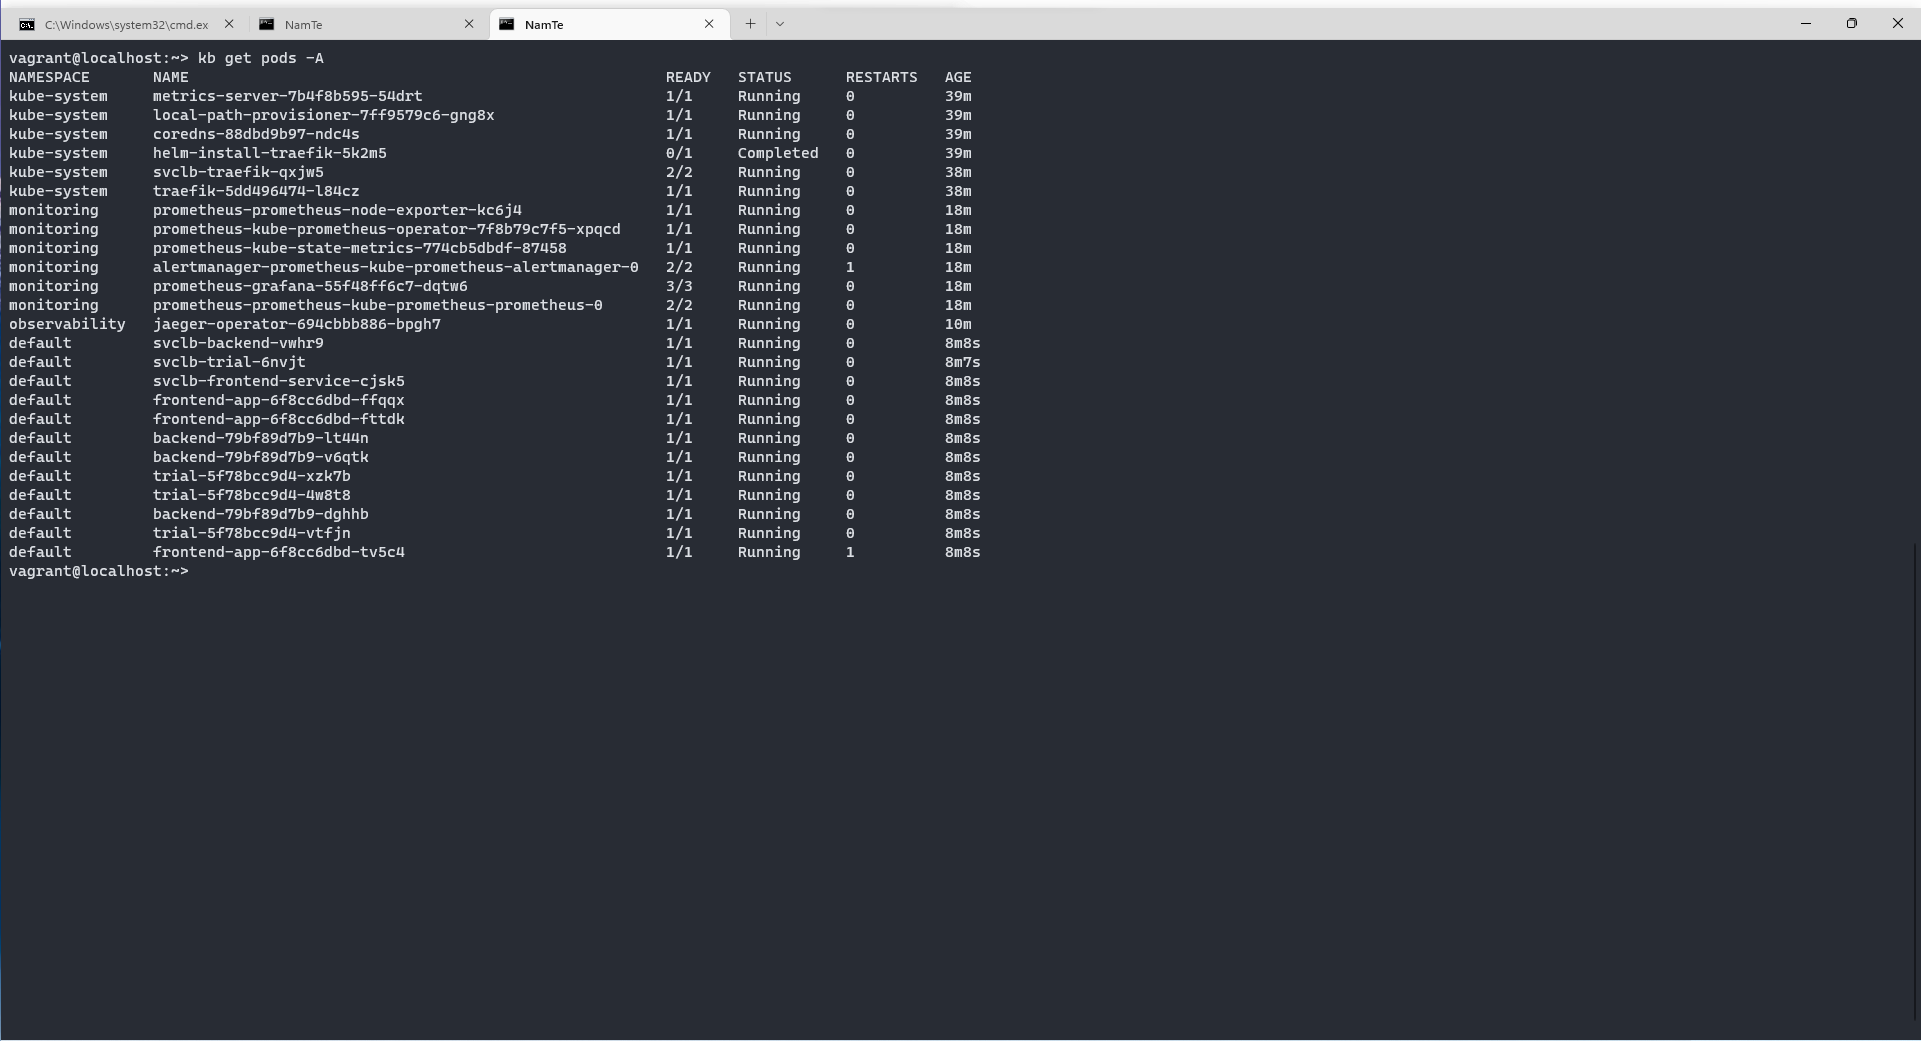 C:\Windows\system32\cmd.ex NamTe NamTe
vagrant@localhost:~> kb get pods -A
NAMESPACE NAME READY STATUS RESTARTS AGE
kube-system metrics-server-7b4f8b595-54drt 1/1 Running 0 39m
kube-system local-path-provisioner-7ff9579c6-gng8x 1/1 Running 0 39m
kube-system coredns-88dbd9b97-ndc4s 1/1 Running 0 39m
kube-system helm-install-traefik-5k2m5 0/1 Completed 0 39m
kube-system svclb-traefik-qxjw5 2/2 Running 0 38m
kube-system traefik-5dd496474-l84cz 1/1 Running 0 38m
monitoring prometheus-prometheus-node-exporter-kc6j4 1/1 Running 0 18m
monitoring prometheus-kube-prometheus-operator-7f8b79c7f5-xpqcd 1/1 Running 0 18m
monitoring prometheus-kube-state-metrics-774cb5dbdf-87458 1/1 Running 0 18m
monitoring alertmanager-prometheus-kube-prometheus-alertmanager-0 2/2 Running 1 18m
monitoring prometheus-grafana-55f48ff6c7-dqtw6 3/3 Running 0 18m
monitoring prometheus-prometheus-kube-prometheus-prometheus-0 2/2 Running 0 18m
observability jaeger-operator-694cbbb886-bpgh7 1/1 Running 0 10m
default svclb-backend-vwhr9 1/1 Running 0 8m8s
default svclb-trial-6nvjt 1/1 Running 0 8m7s
default svclb-frontend-service-cjsk5 1/1 Running 0 8m8s
default frontend-app-6f8cc6dbd-ffqqx 1/1 Running 0 8m8s
default frontend-app-6f8cc6dbd-fttdk 1/1 Running 0 8m8s
default backend-79bf89d7b9-lt44n 1/1 Running 0 8m8s
default backend-79bf89d7b9-v6qtk 1/1 Running 0 8m8s
default trial-5f78bcc9d4-xzk7b 1/1 Running 0 8m8s
default trial-5f78bcc9d4-4w8t8 1/1 Running 0 8m8s
default backend-79bf89d7b9-dghhb 1/1 Running 0 8m8s
default trial-5f78bcc9d4-vtfjn 1/1 Running 0 8m8s
default frontend-app-6f8cc6dbd-tv5c4 1/1 Running 1 8m8s
vagrant@localhost:~>